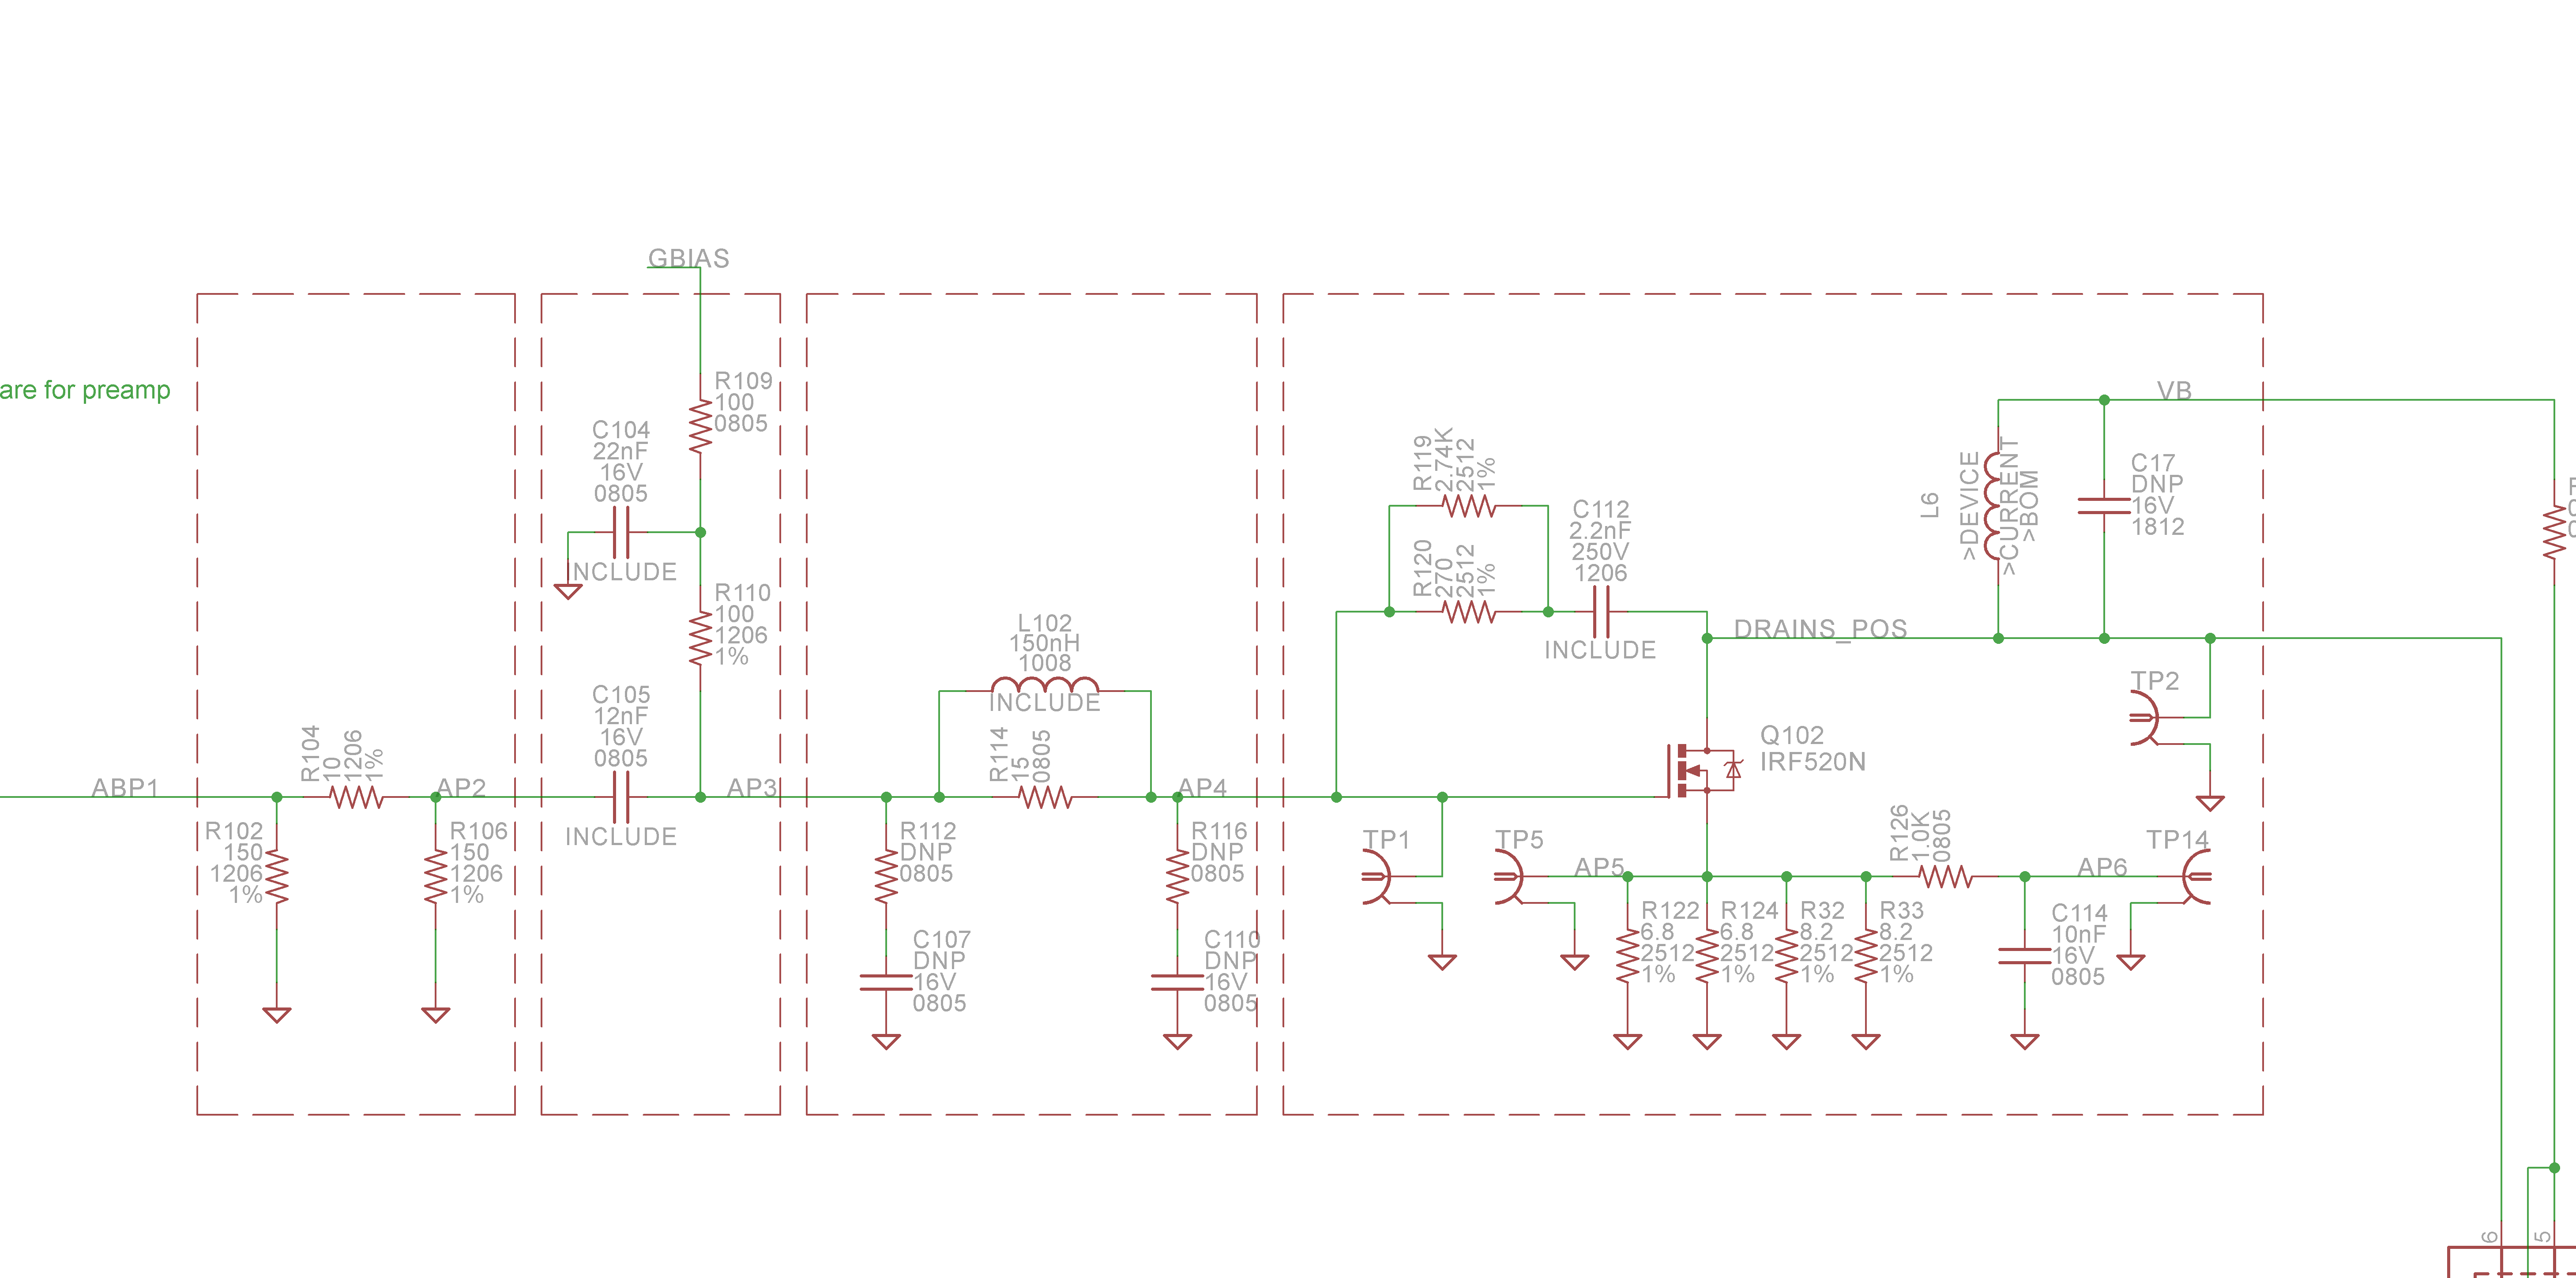 GBIAS
are for preamp
R109
100
0805
C104
22nF
16V
0805
NCLUDE
R110
100
1206
1%
C105
12nF
16V
0805
INCLUDE
ABP1
R104
10
1206
1%
AP2
R102
150
1206
1%
R106
150
1206
1%
AP3
L102
150nH
1008
INCLUDE
R114
15
0805
AP4
R112
DNP
0805
C107
DNP
16V
0805
R116
DNP
0805
C110
DNP
16V
0805
R119
2.74K
2512
1%
R120
270
2512
1%
C112
2.2nF
250V
1206
INCLUDE
DRAINS_POS
Q102
IRF520N
TP1
TP5
AP5
R122
6.8
2512
1%
R124
6.8
2512
1%
R32
8.2
2512
1%
R33
8.2
2512
1%
R126
1.0K
0805
AP6
C114
10nF
16V
0805
TP14
TP2
L6
>DEVICE
>CURRENT
>BOM
C17
DNP
16V
1812
VB
6
5